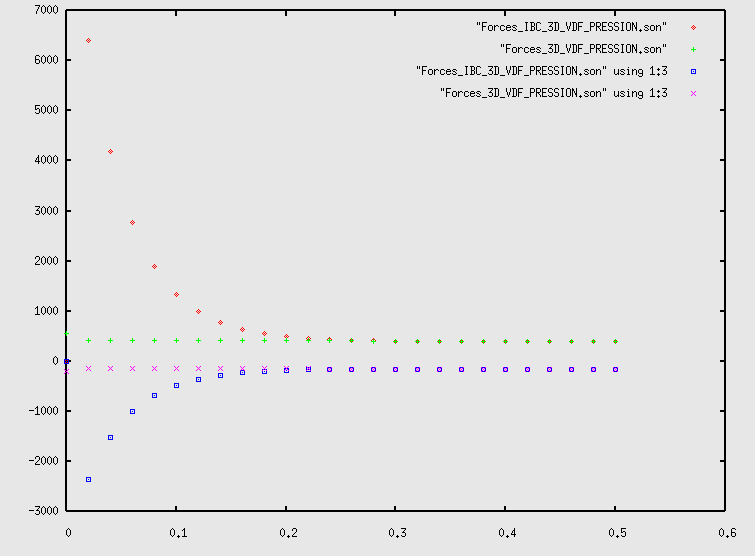 7000
6000
5000
4000
3000
2000
1000
0
-1000
-2000
-3000
"Forces_IBC_3D_VDF_PRESSION.son"
"Forces_3D_VDF_PRESSION.son"
"Forces_IBC_3D_VDF_PRESSION.son" using 1:3
"Forces_3D_VDF_PRESSION.son" using 1:3
0 0.1 0.2 0.3 0.4 0.5 0.6